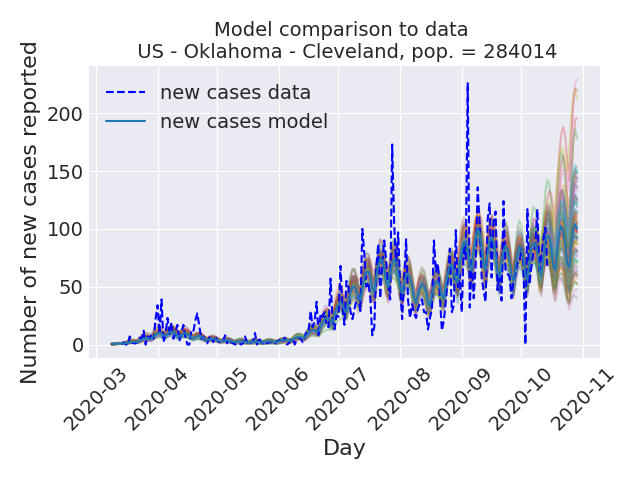 Model comparison to data
US - Oklahoma - Cleveland, pop. = 284014
Number of new cases reported
200
150
100
50
0
new cases data
new cases model
2020-03
2020-04
2020-05
2020-06
2020-07
2020-08
2020-09
2020-10
2020-11
Day